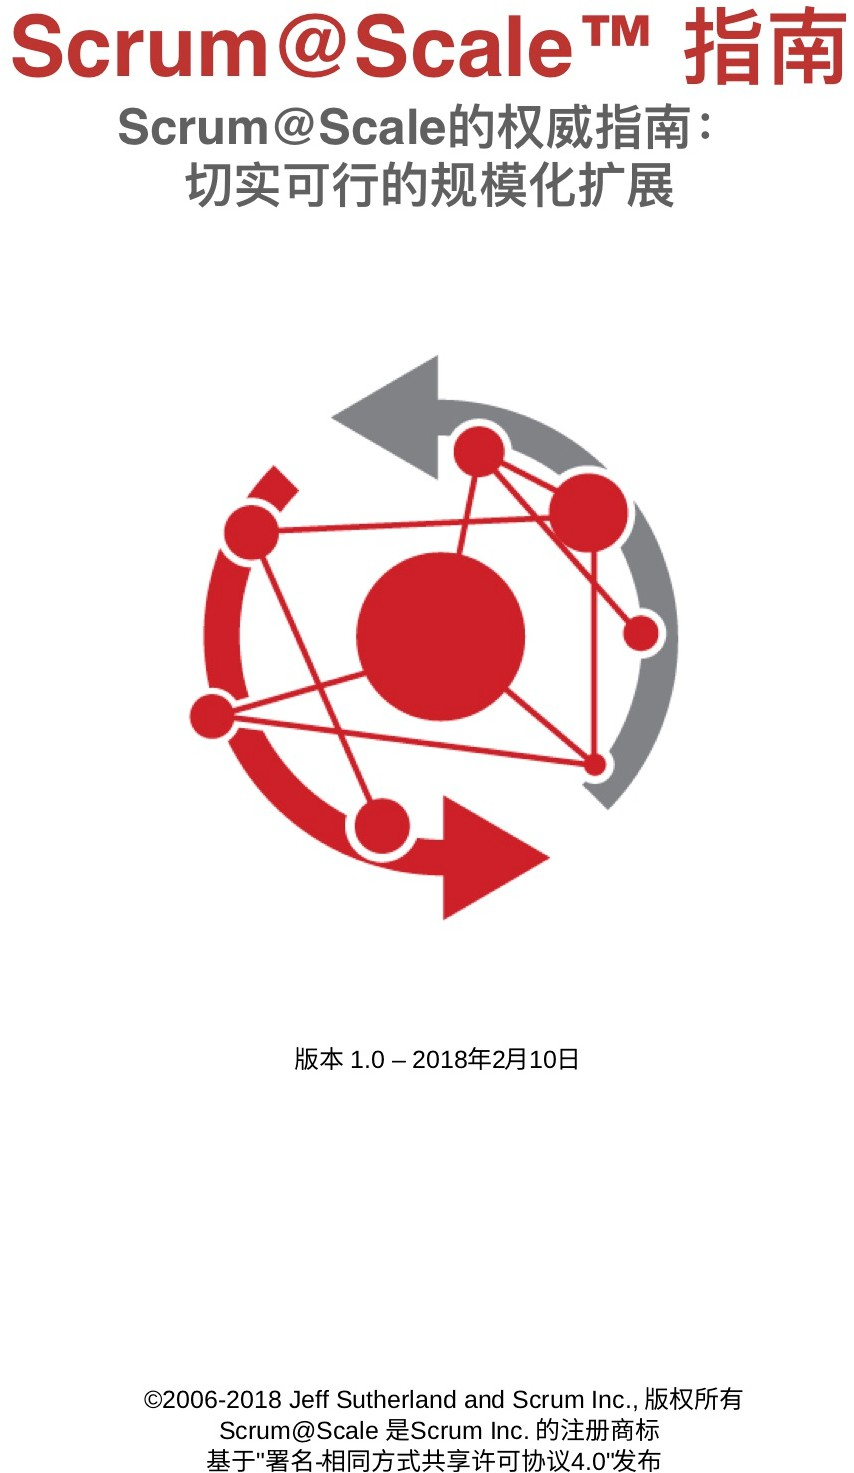 Scrum@Scale™ 指南
Scrum@Scale的权威指南：
切实可行的规模化扩展
版本 1.0 – 2018年2月10日
©2006-2018 Jeff Sutherland and Scrum Inc., 版权所有
Scrum@Scale 是Scrum Inc. 的注册商标
基于"署名-相同方式共享许可协议4.0"发布